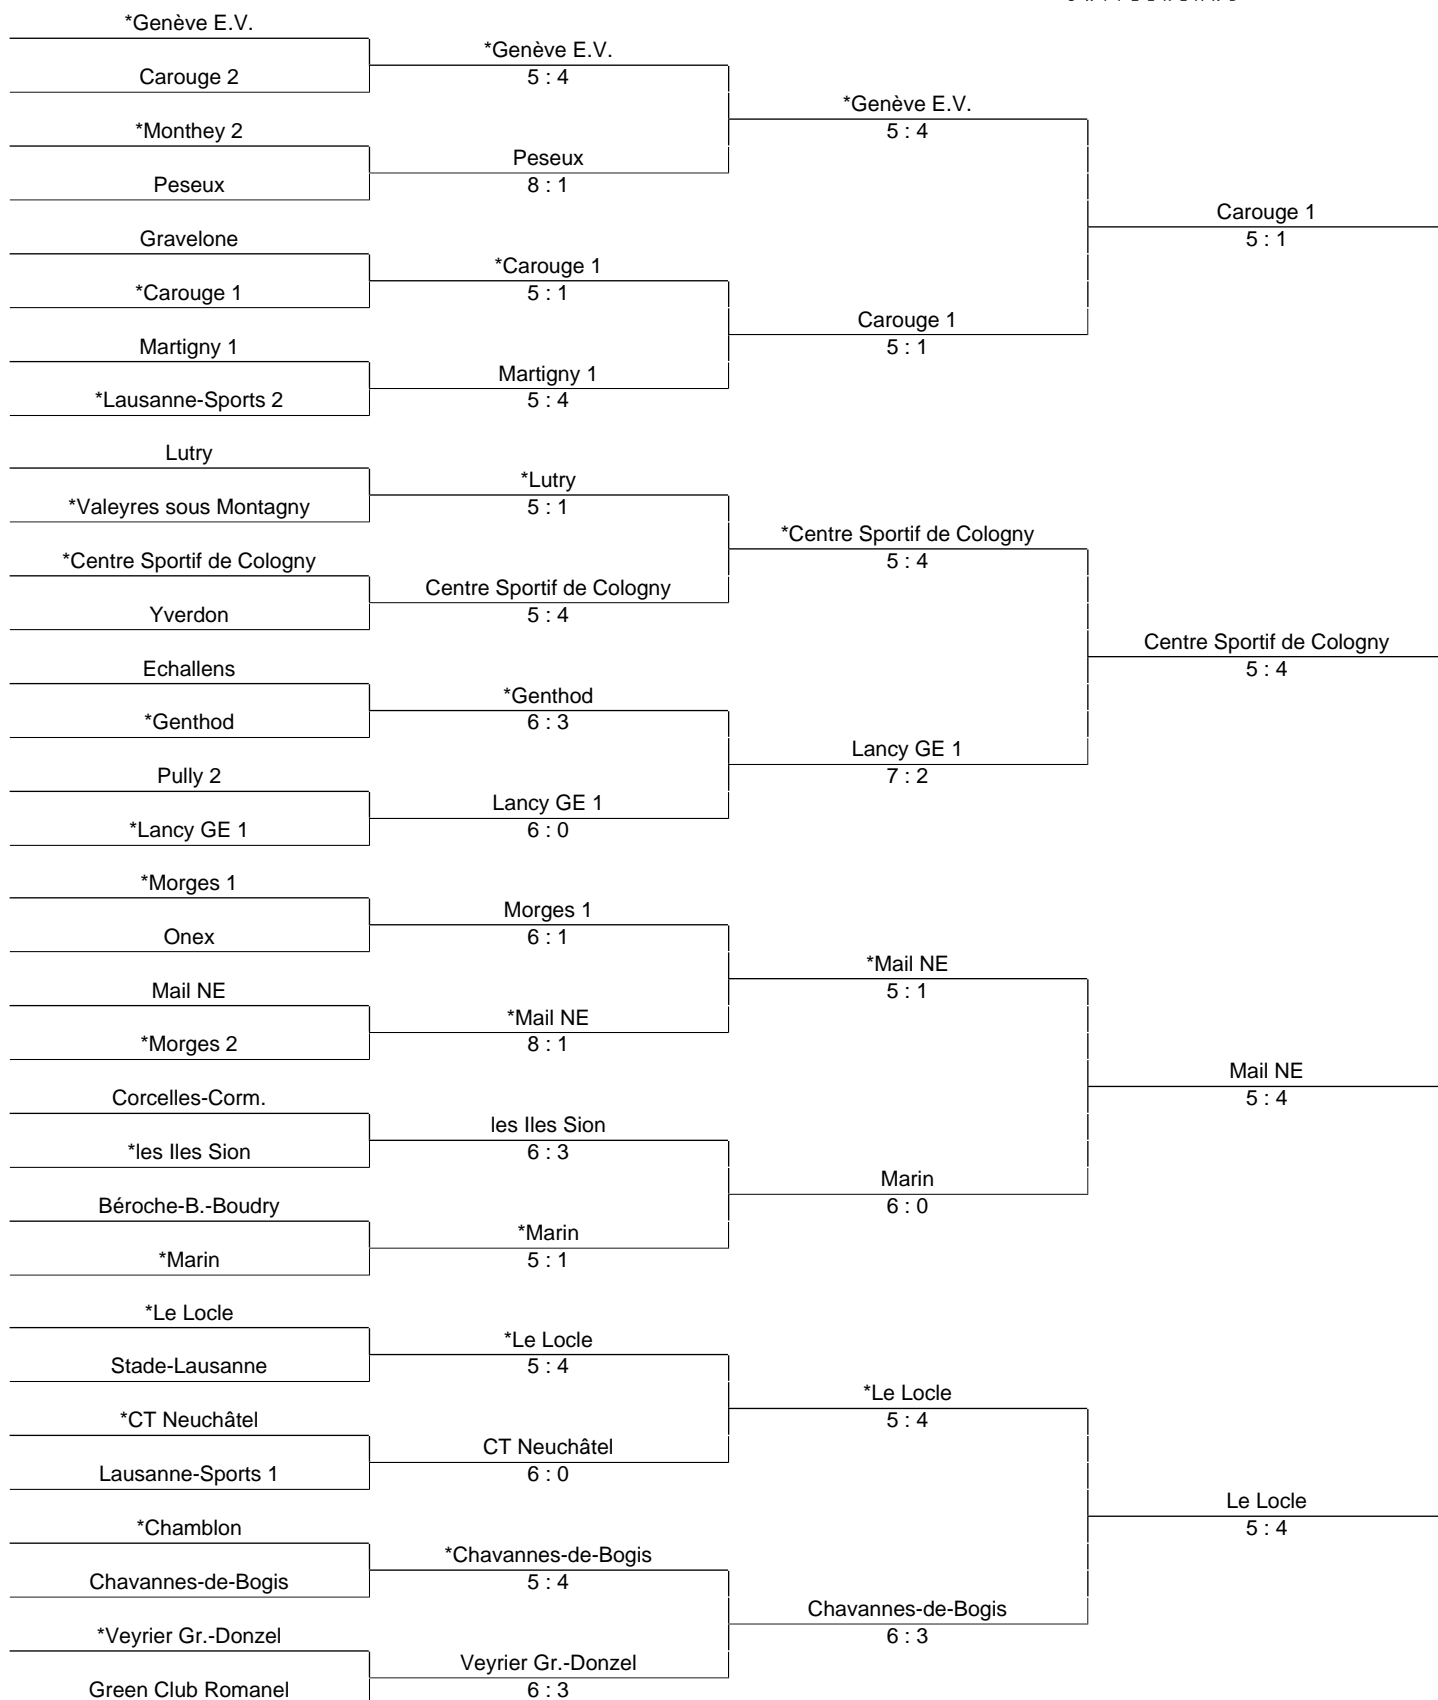 *Genève E.V.
Carouge 2
*Monthey 2
Peseux
Gravelone
*Carouge 1
Martigny 1
*Lausanne-Sports 2
Lutry
*Valeyres sous Montagny
*Centre Sportif de Cologny
Yverdon
Echallens
*Genthod
Pully 2
*Lancy GE 1
*Morges 1
Onex
Mail NE
*Morges 2
Corcelles-Corm.
*les Iles Sion
Béroche-B.-Boudry
*Marin
*Le Locle
Stade-Lausanne
*CT Neuchâtel
Lausanne-Sports 1
*Chamblon
Chavannes-de-Bogis
*Veyrier Gr.-Donzel
Green Club Romanel
*Genève E.V.
5 : 4
Peseux
8 : 1
*Carouge 1
5 : 1
Martigny 1
5 : 4
*Lutry
5 : 1
Centre Sportif de Cologny
5 : 4
*Genthod
6 : 3
Lancy GE 1
6 : 0
Morges 1
6 : 1
*Mail NE
8 : 1
les Iles Sion
6 : 3
*Marin
5 : 1
*Le Locle
5 : 4
CT Neuchâtel
6 : 0
*Chavannes-de-Bogis
5 : 4
Veyrier Gr.-Donzel
6 : 3
*Genève E.V.
5 : 4
Carouge 1
5 : 1
*Centre Sportif de Cologny
5 : 4
Lancy GE 1
7 : 2
*Mail NE
5 : 1
Marin
6 : 0
*Le Locle
5 : 4
Chavannes-de-Bogis
6 : 3
Carouge 1
5 : 1
Centre Sportif de Cologny
5 : 4
Mail NE
5 : 4
Le Locle
5 : 4